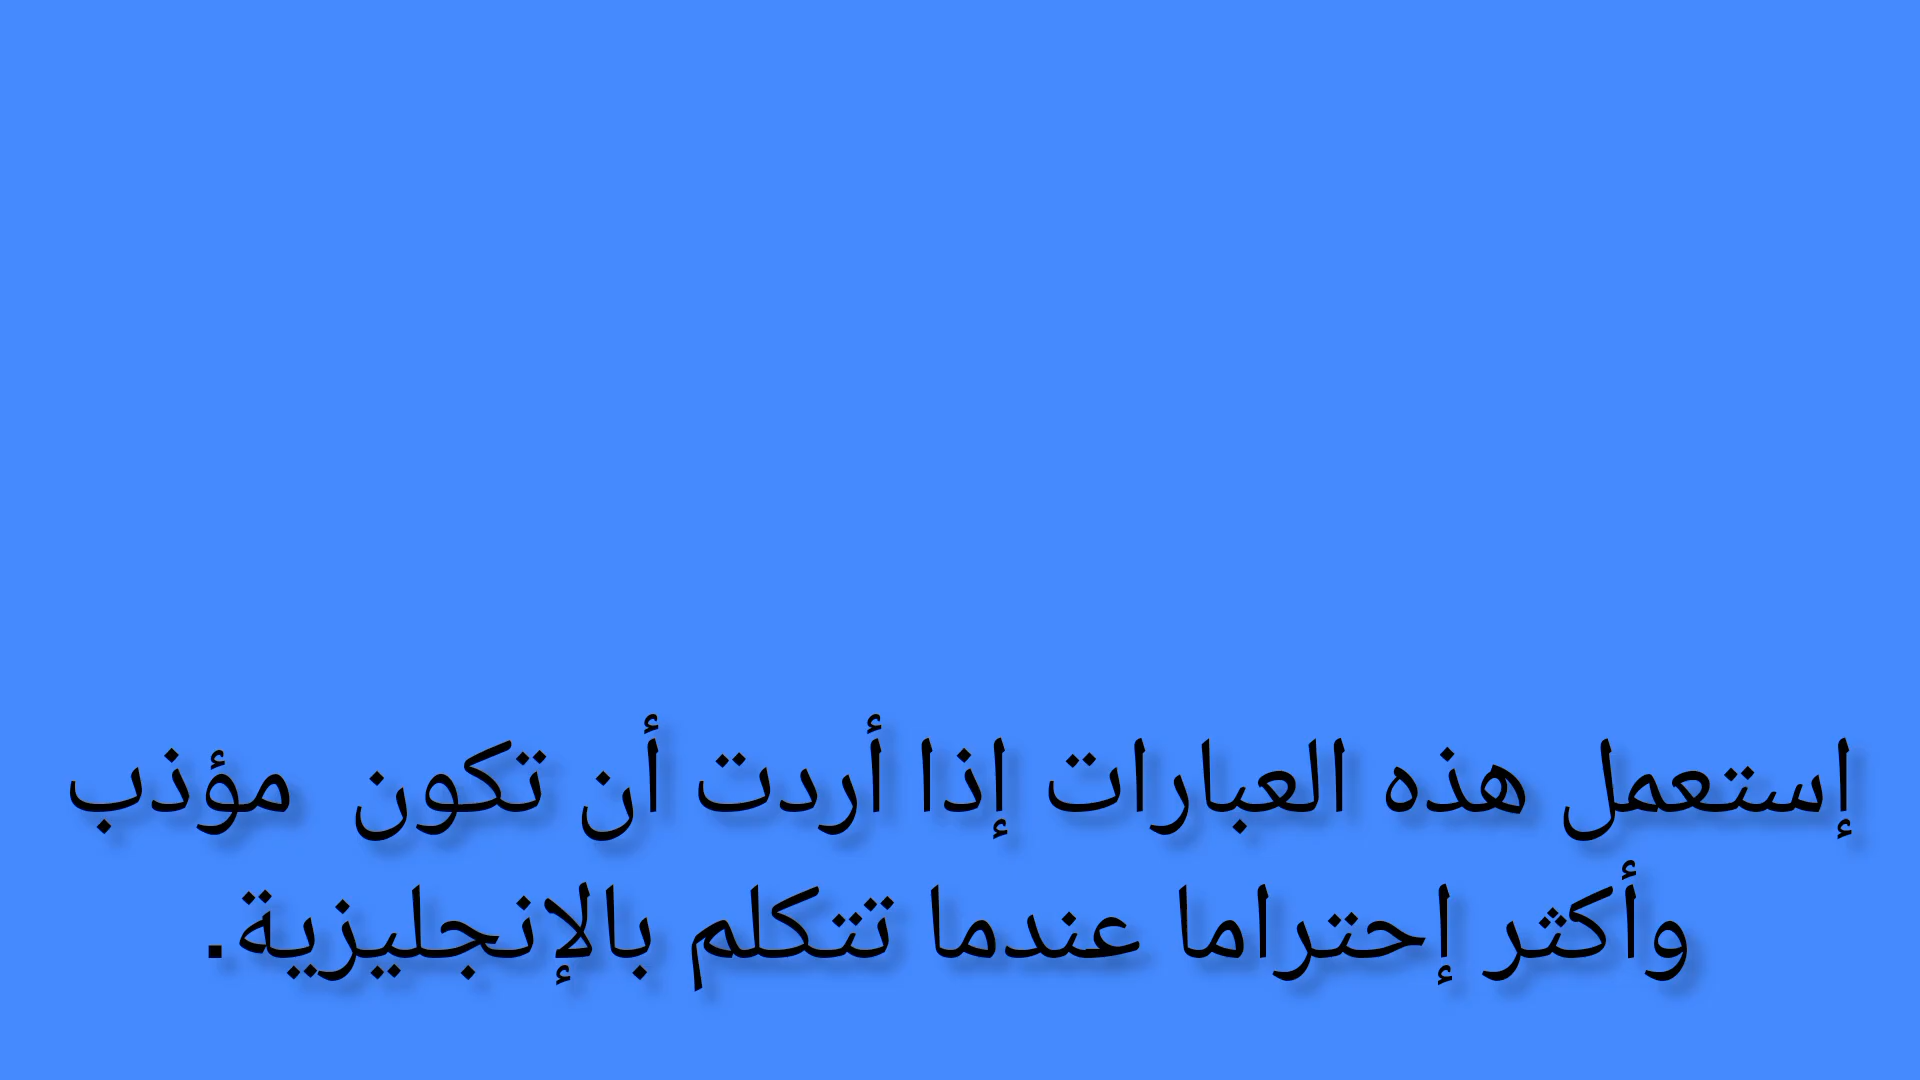 إستعمل هذه العبارات إذا أردت أن تكون  مؤذب
وأكثر إحتراما عندما تتكلم بالإنجليزية.